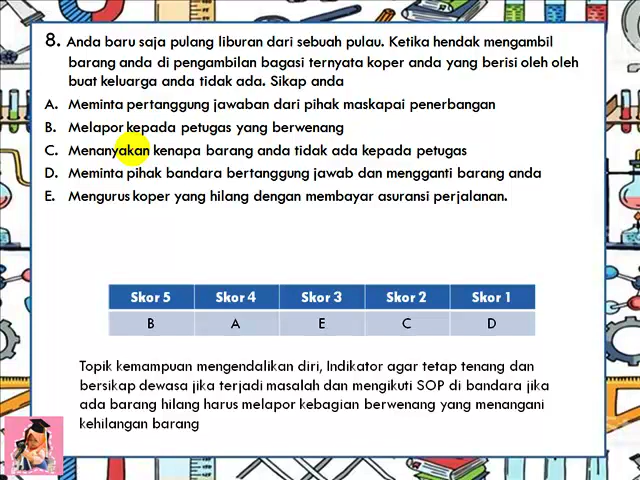 8. Anda baru saja pulang liburan dari sebuah pulau. Ketika hendak mengambil
barang anda di pengambilan bagasi ternyata koper anda yang berisi oleh oleh
buat keluarga anda tidak ada. Sikap anda
A. Meminta pertanggung jawaban dari pihak maskapai penerbangan
B. Melapor kepada petugas yang berwenang
C. Menanyakan kenapa barang anda tidak ada kepada petugas
D. Meminta pihak bandara bertanggung jawab dan mengganti barang anda
E. Mengurus koper yang hilang dengan membayar asuransi perjalanan.
Skor 5 Skor 4 Skor 3 Skor 2 Skor 1
B A E C D
Topik kemampuan mengendalikan diri, Indikator agar tetap tenang dan
bersikap dewasa jika terjadi masalah dan mengikuti SOP di bandara jika
ada barang hilang harus melapor kebagian berwenang yang menangani
kehilangan barang